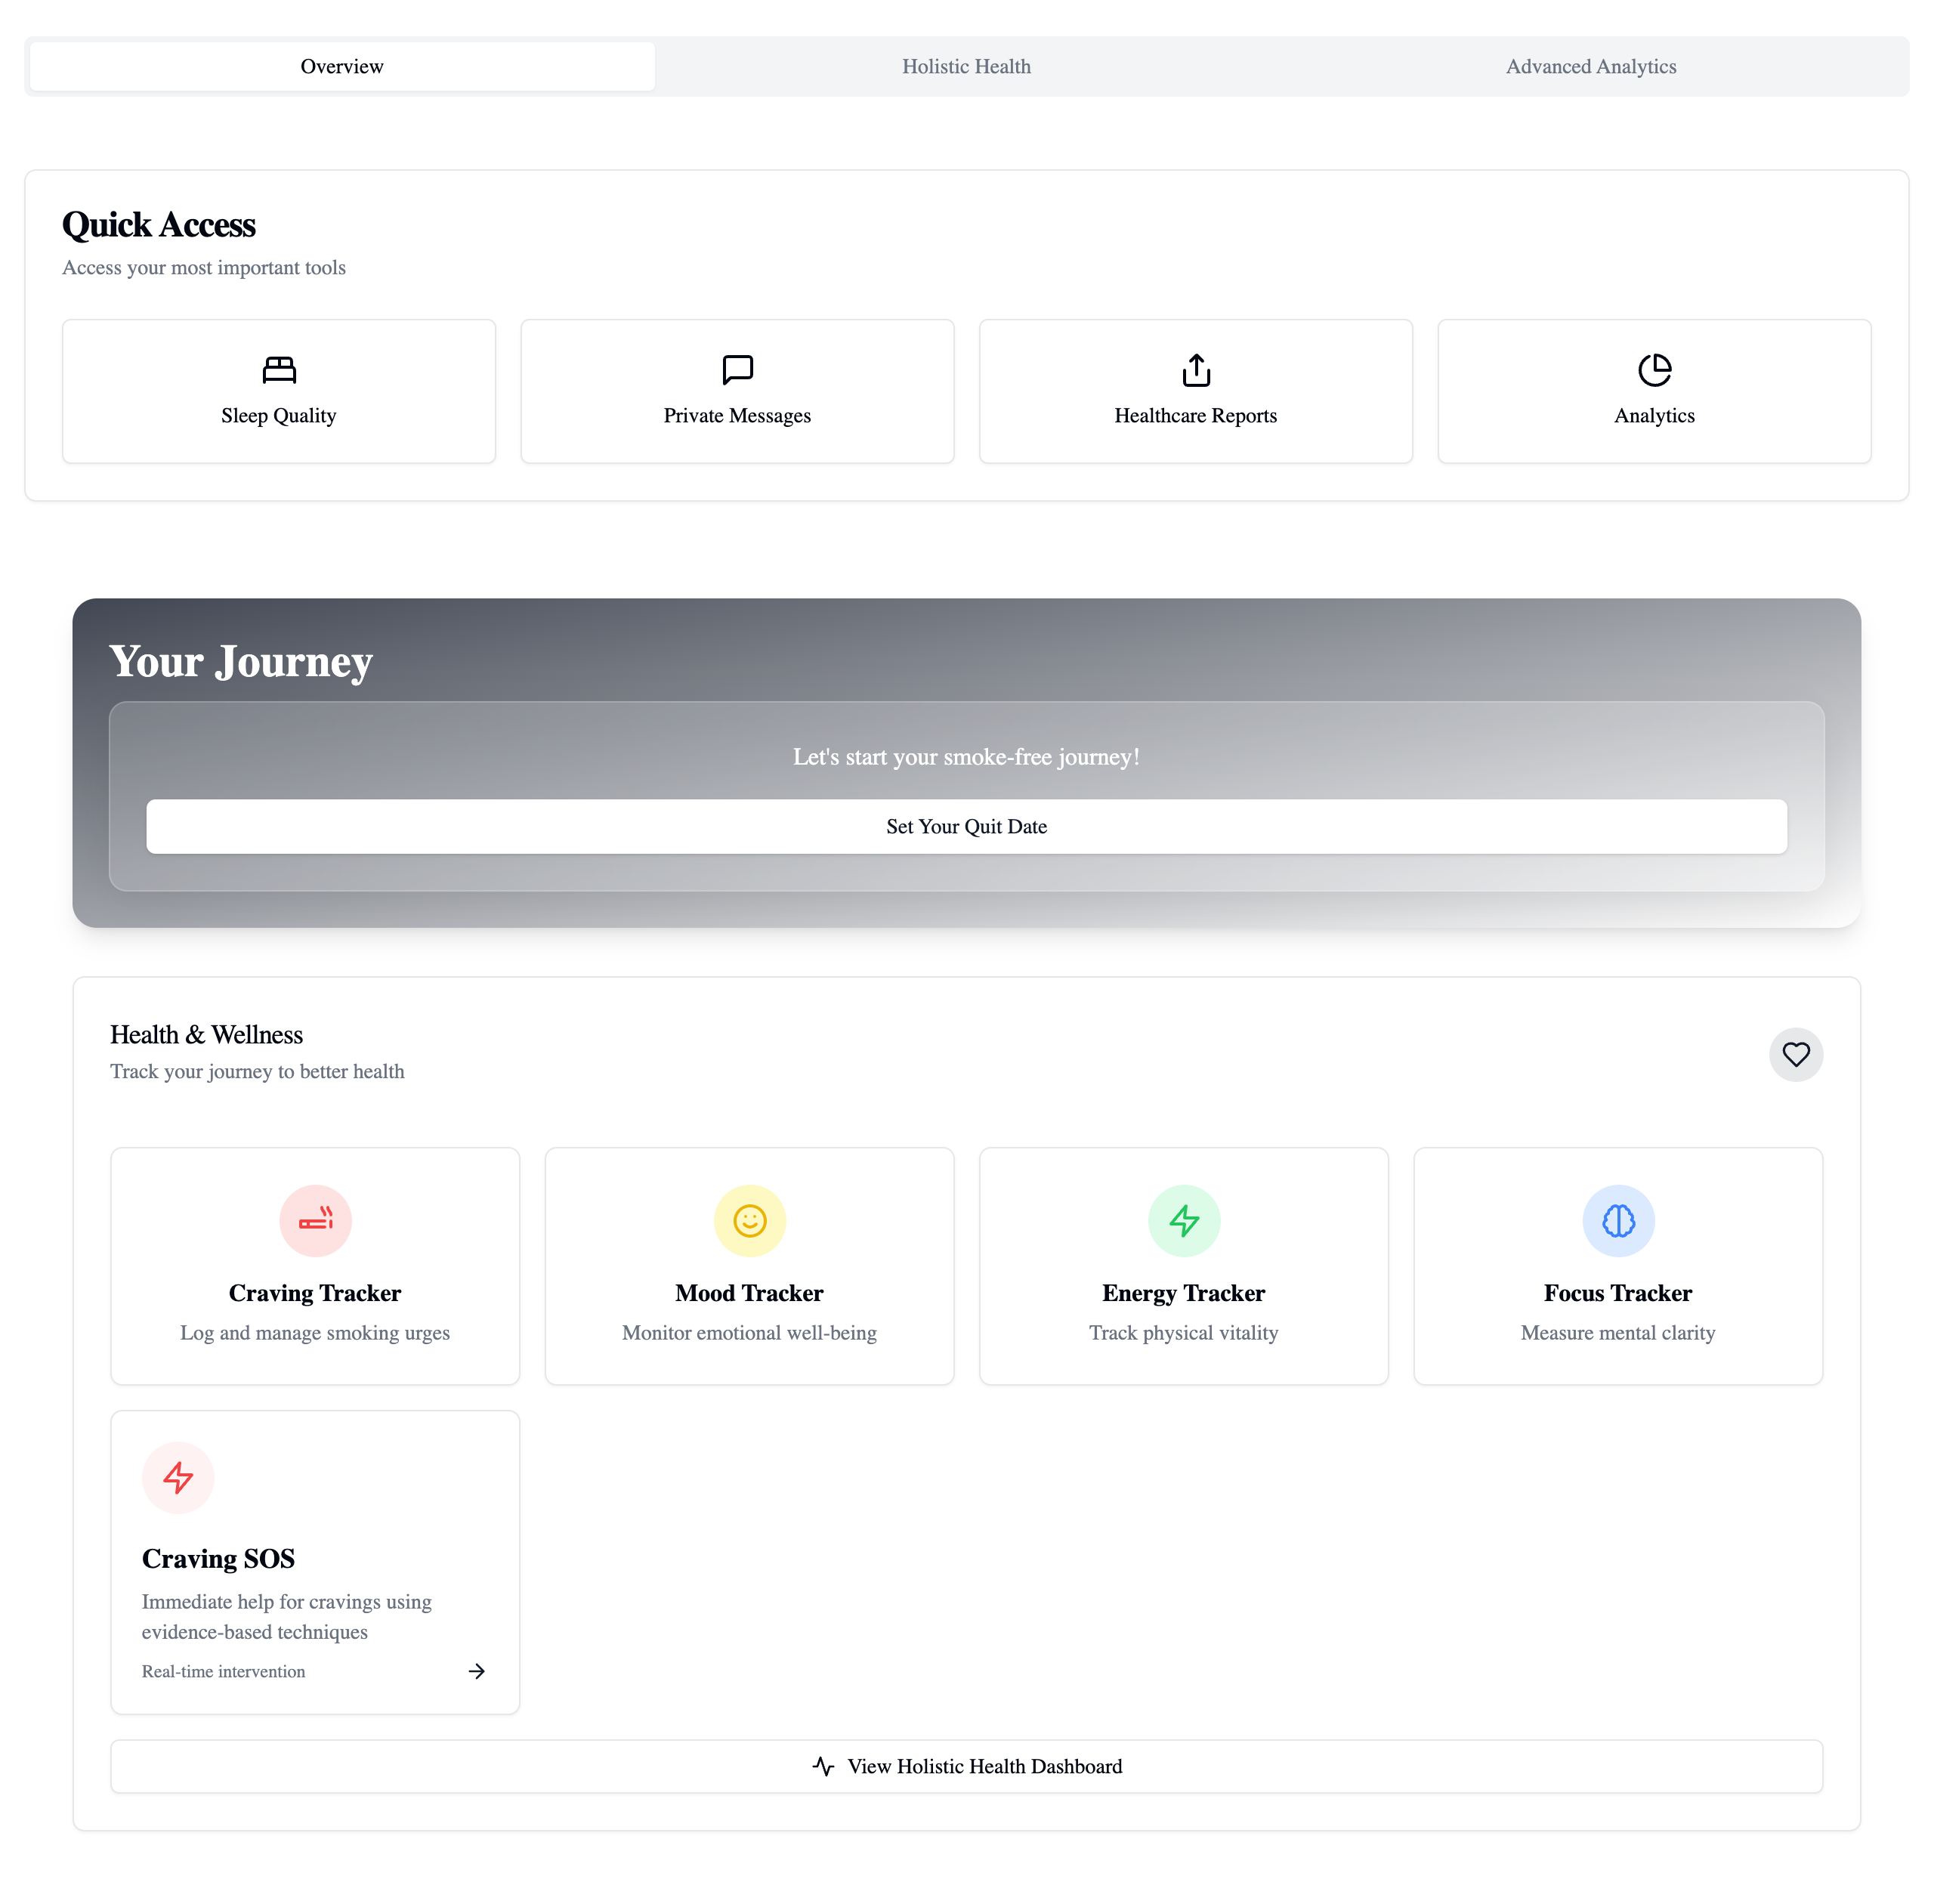 Overview
Holistic Health
Advanced Analytics
Quick Access
Access your most important tools
Sleep Quality
Private Messages
Healthcare Reports
Analytics
Your Journey
Let's start your smoke-free journey!
Set Your Quit Date
Health & Wellness
Track your journey to better health
Craving Tracker
Log and manage smoking urges
Mood Tracker
Monitor emotional well-being
Energy Tracker
Track physical vitality
Focus Tracker
Measure mental clarity
Craving SOS
Immediate help for cravings using
evidence-based techniques
Real-time intervention
View Holistic Health Dashboard